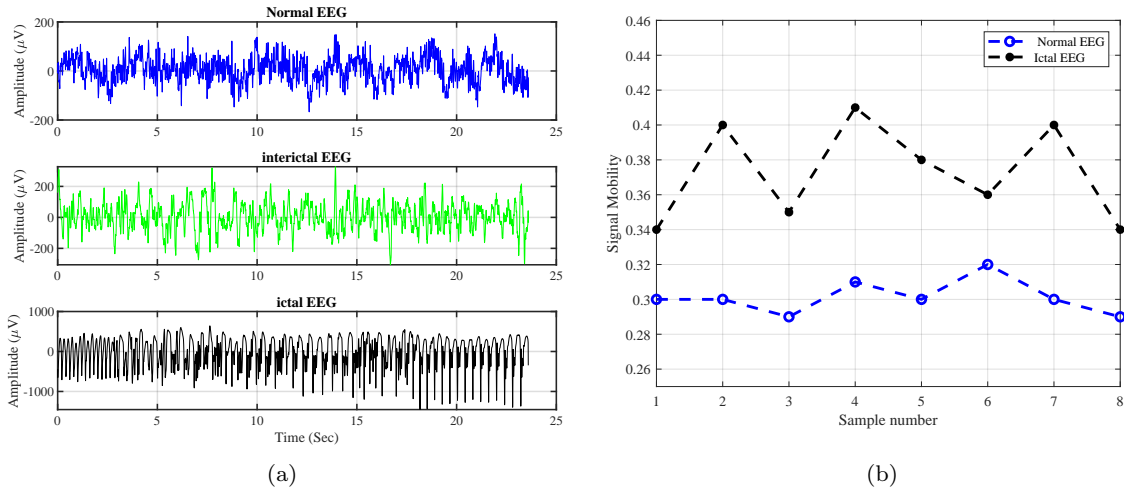 Normal EEG
Amplitude (μV)
200
0
-200
0 5 10 15 20 25
interictal EEG
Amplitude(μV)
200
0
-200
0 5 10 15 20 25
ictal EEG
Amplitude (μV)
1000
0
-1000
0 5 10 15 20 25
Time (Sec)
(a)
Signal Mobility
0.46
0.44
0.42
0.4
0.38
0.36
0.34
0.32
0.3
0.28
0.26
Normal EEG
Ictal EEG
1 2 3 4 5 6 7 8
Sample number
(b)